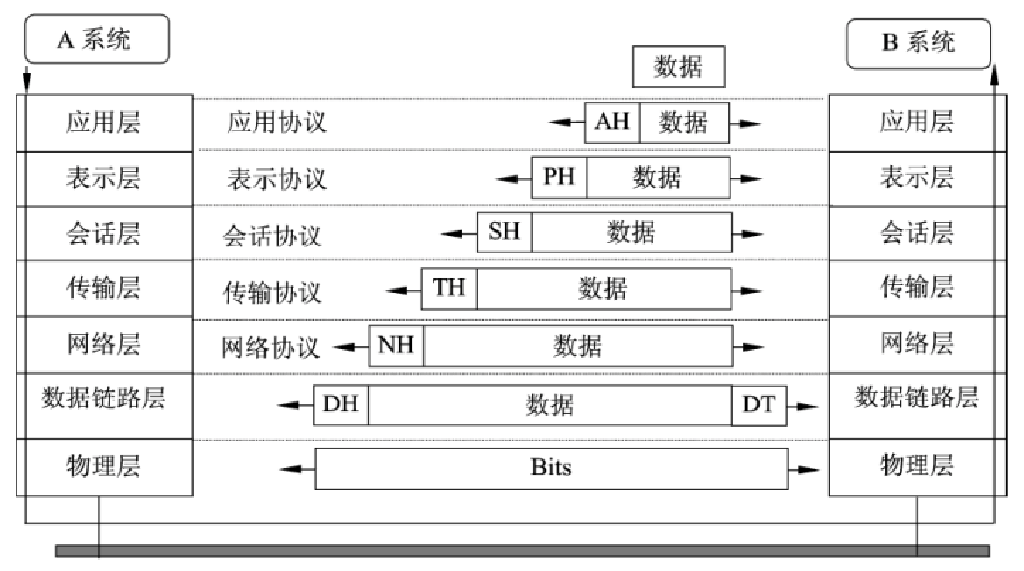 A 系统
B 系统
数据
应用层 应用协议 AH 数据 应用层
表示层 表示协议 PH 数据 表示层
会话层 会话协议 SH 数据 会话层
传输层 传输协议 TH 数据 传输层
网络层 网络协议 NH 数据 网络层
数据链路层 DH 数据 DT 数据链路层
物理层 Bits 物理层